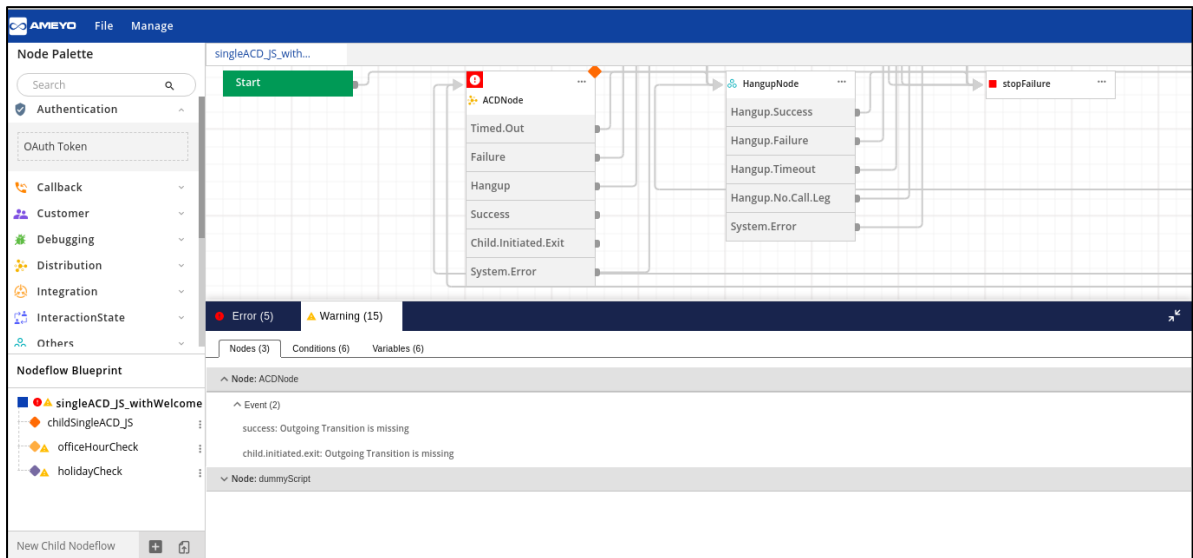 AMEYO File Manage
Node Palette
singleACD_JS_with...
Search
Authentication
OAuth Token
Callback
Customer
Debugging
Distribution
Integration
InteractionState
Others
Nodeflow Blueprint
singleACD_JS_withWelcome
childSingleACD_JS
officeHourCheck
holidayCheck
New Child Nodeflow
Start
...
ACDNode
Timed.Out
Failure
Hangup
Success
Child.Initiated.Exit
System.Error
HangupNode ...
Hangup.Success
Hangup.Failure
Hangup.Timeout
Hangup.No.Call.Leg
System.Error
stopFailure ...
Error (5) Warning (15)
Nodes (3) Conditions (6) Variables (6)
Node: ACDNode
Event (2)
success: Outgoing Transition is missing
child.initiated.exit: Outgoing Transition is missing
Node: dummyScript